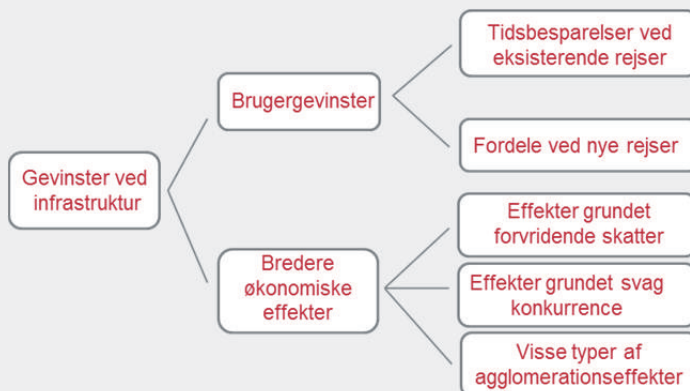 Gevinster ved
infrastruktur
Brugergevinster
Tidsbesparelser ved
eksisterende rejser
Fordele ved nye rejser
Bredere
økonomiske
effekter
Effekter grundet
forvridende skatter
Effekter grundet svag
konkurrence
Visse typer af
agglomerationseffekter